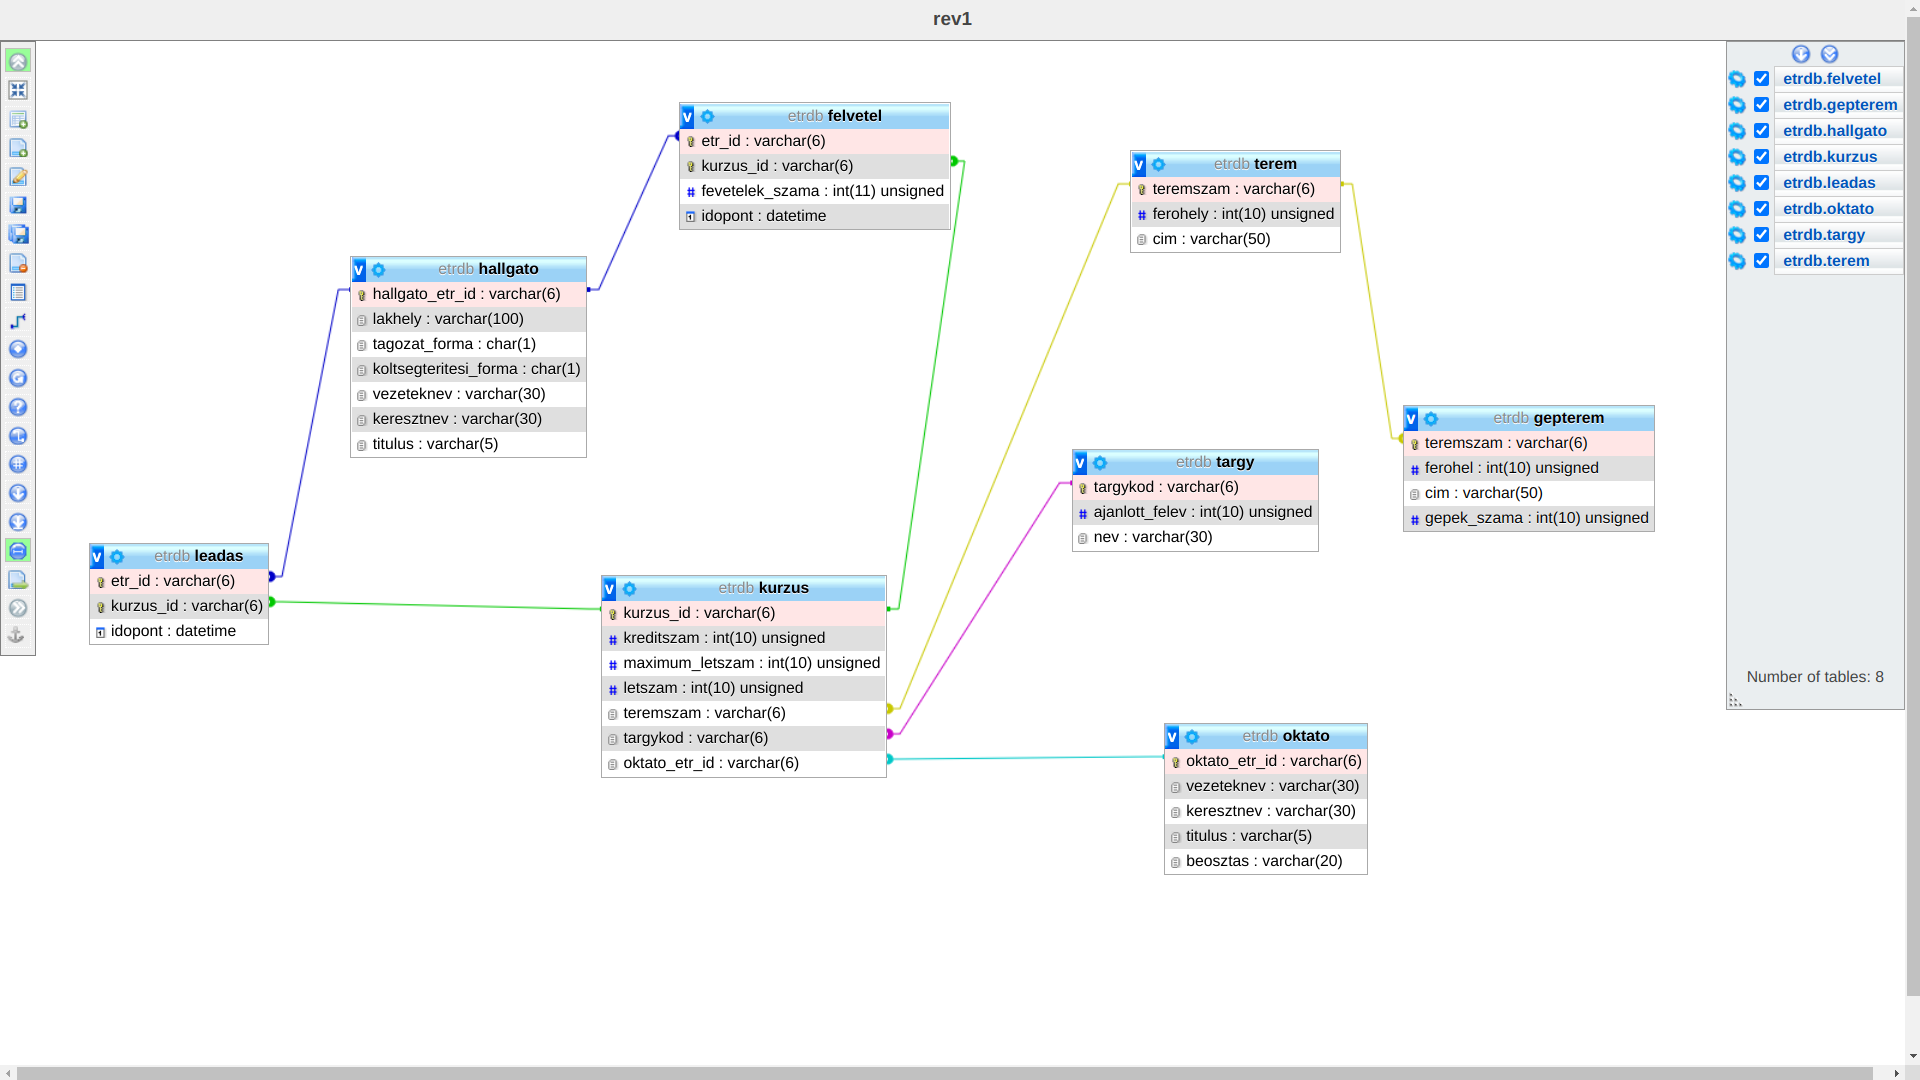 rev1
v etrdb felvetel
etr_id : varchar(6)
kurzus_id : varchar(6)
# fevetelek_szama : int(11) unsigned
idopont : datetime
v etrdb terem
teremszam : varchar(6)
# ferohely : int(10) unsigned
cim : varchar(50)
v etrdb hallgato
hallgato_etr_id : varchar(6)
lakhely : varchar(100)
tagozat_forma : char(1)
koltsegteritesi_forma : char(1)
vezeteknev : varchar(30)
keresztnev : varchar(30)
titulus : varchar(5)
v etrdb gepterem
teremszam : varchar(6)
# ferohel : int(10) unsigned
cim : varchar(50)
# gepek_szama : int(10) unsigned
v etrdb targy
targykod : varchar(6)
# ajanlott_felev : int(10) unsigned
nev : varchar(30)
v etrdb leadas
etr_id : varchar(6)
kurzus_id : varchar(6)
idopont : datetime
v etrdb kurzus
kurzus_id : varchar(6)
# kreditszam : int(10) unsigned
# maximum_letszam : int(10) unsigned
# letszam : int(10) unsigned
teremszam : varchar(6)
targykod : varchar(6)
oktato_etr_id : varchar(6)
v etrdb oktato
oktato_etr_id : varchar(6)
vezeteknev : varchar(30)
keresztnev : varchar(30)
titulus : varchar(5)
beosztas : varchar(20)
etrdb.felvetel
etrdb.gepterem
etrdb.hallgato
etrdb.kurzus
etrdb.leadas
etrdb.oktato
etrdb.targy
etrdb.terem
Number of tables: 8